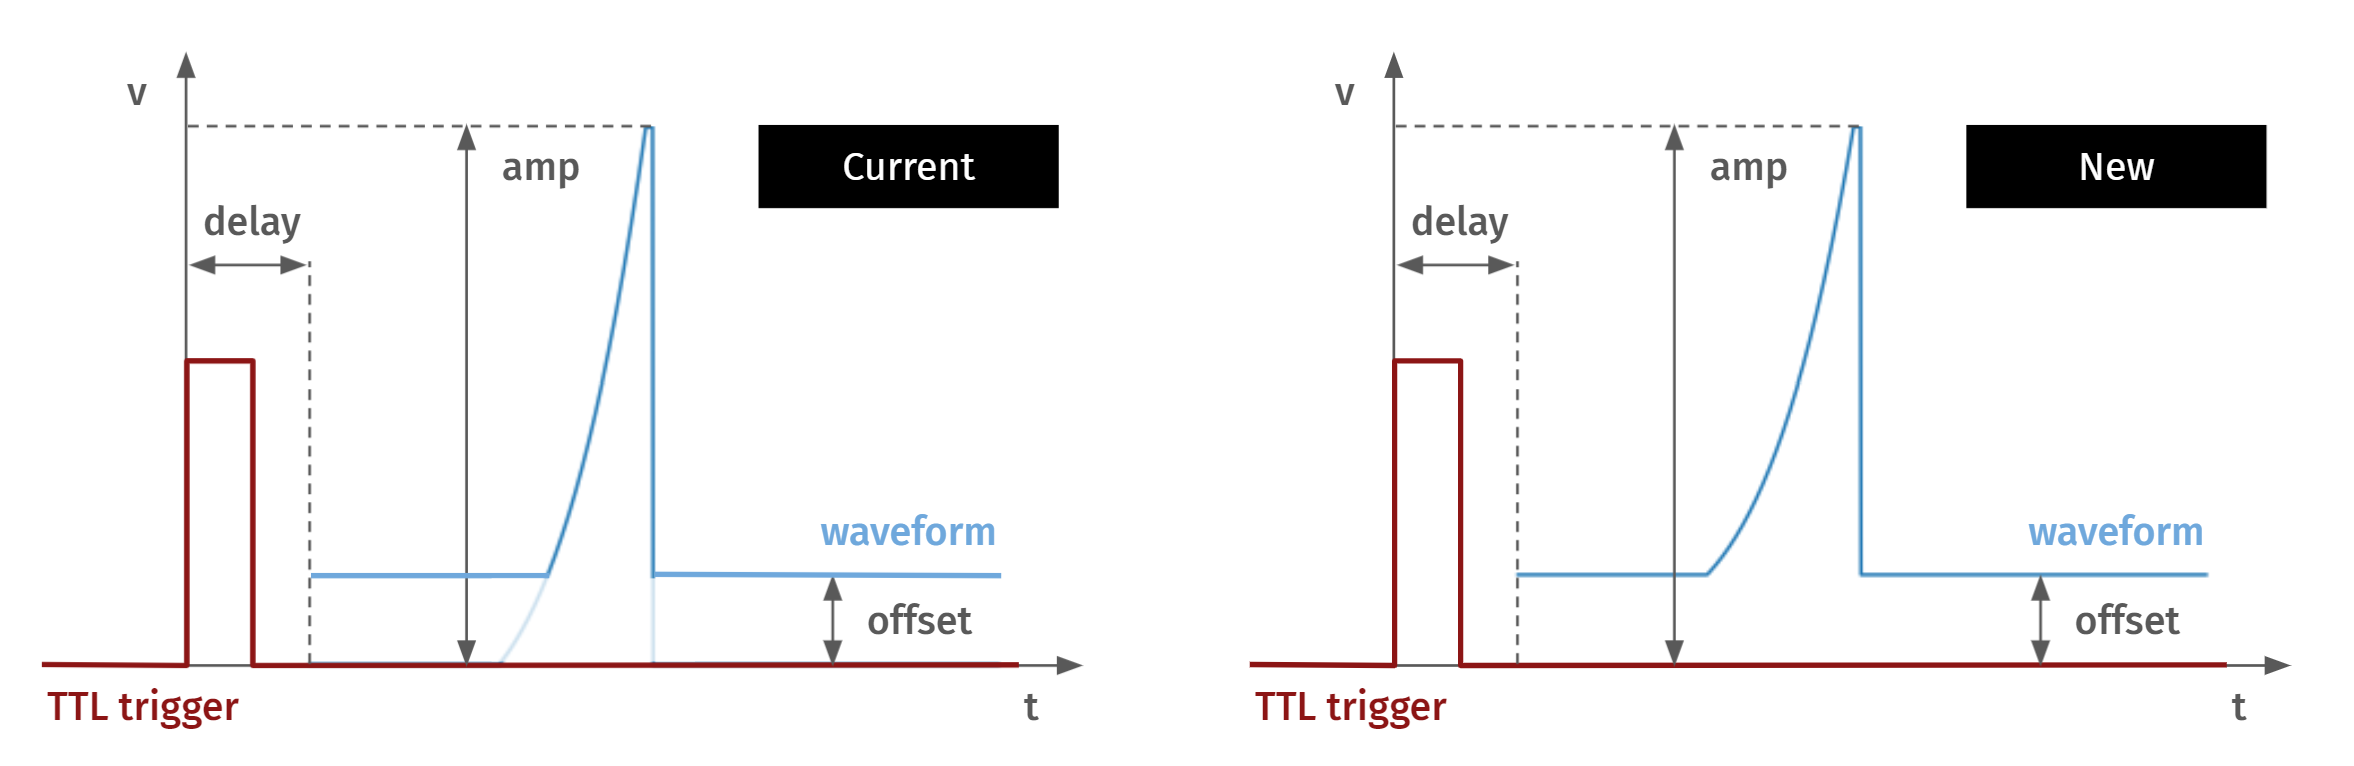 v
amp
Current
delay
waveform
offset
TTL trigger
t
v
amp
New
delay
waveform
offset
TTL trigger
t